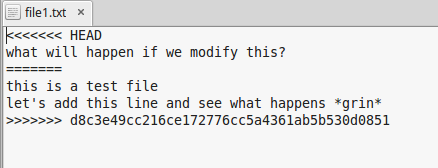 file1.txt ×
<<<<<<< HEAD
what will happen if we modify this?
=======
this is a test file
let's add this line and see what happens *grin*
>>>>>>> d8c3e49cc216ce172776cc5a4361ab5b530d0851